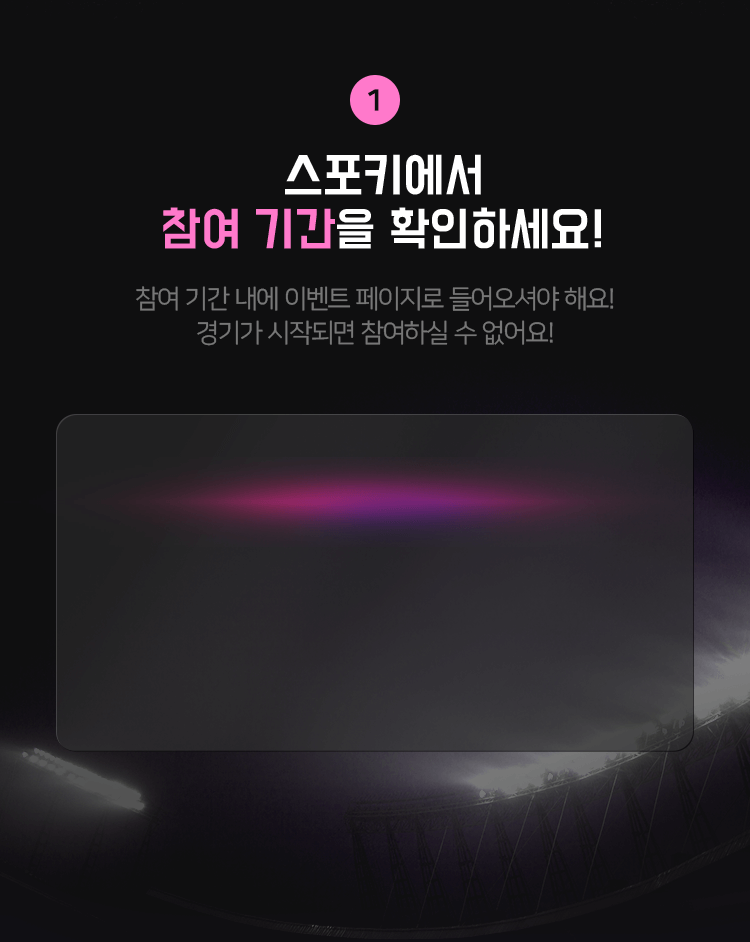 1
스포키에서
참여 기간을 확인하세요!
참여 기간 내에 이벤트 페이지로 들어오셔야 해요!
경기가 시작되면 참여하실 수 없어요!